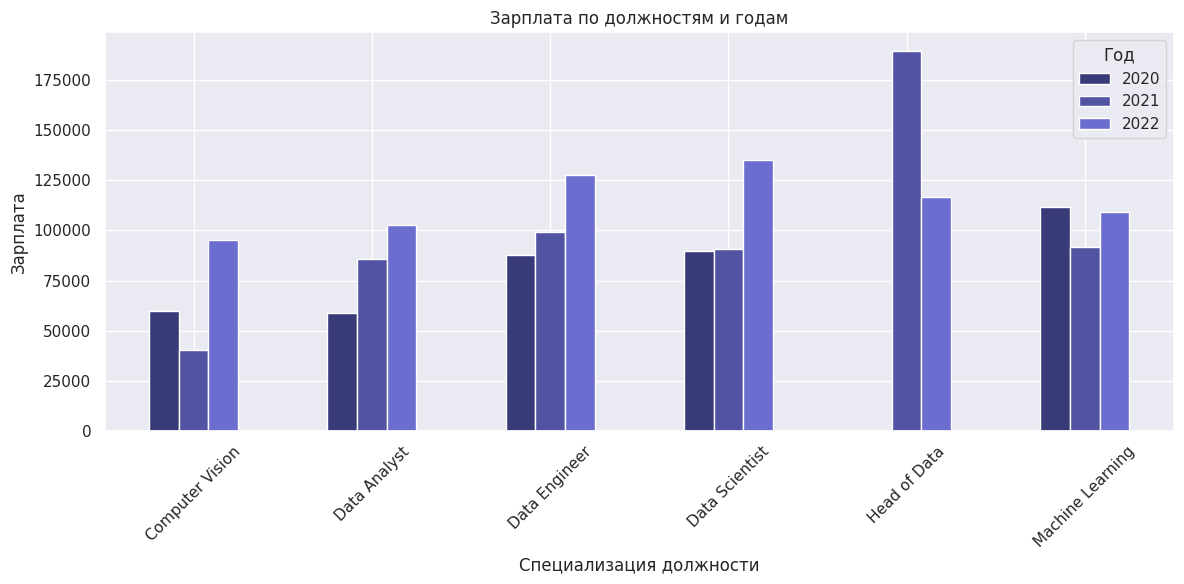 Зарплата по должностям и годам
Зарплата
175000
150000
125000
100000
75000
50000
25000
0
Год
2020
2021
2022
Computer Vision
Data Analyst
Data Engineer
Data Scientist
Head of Data
Machine Learning
Специализация должности